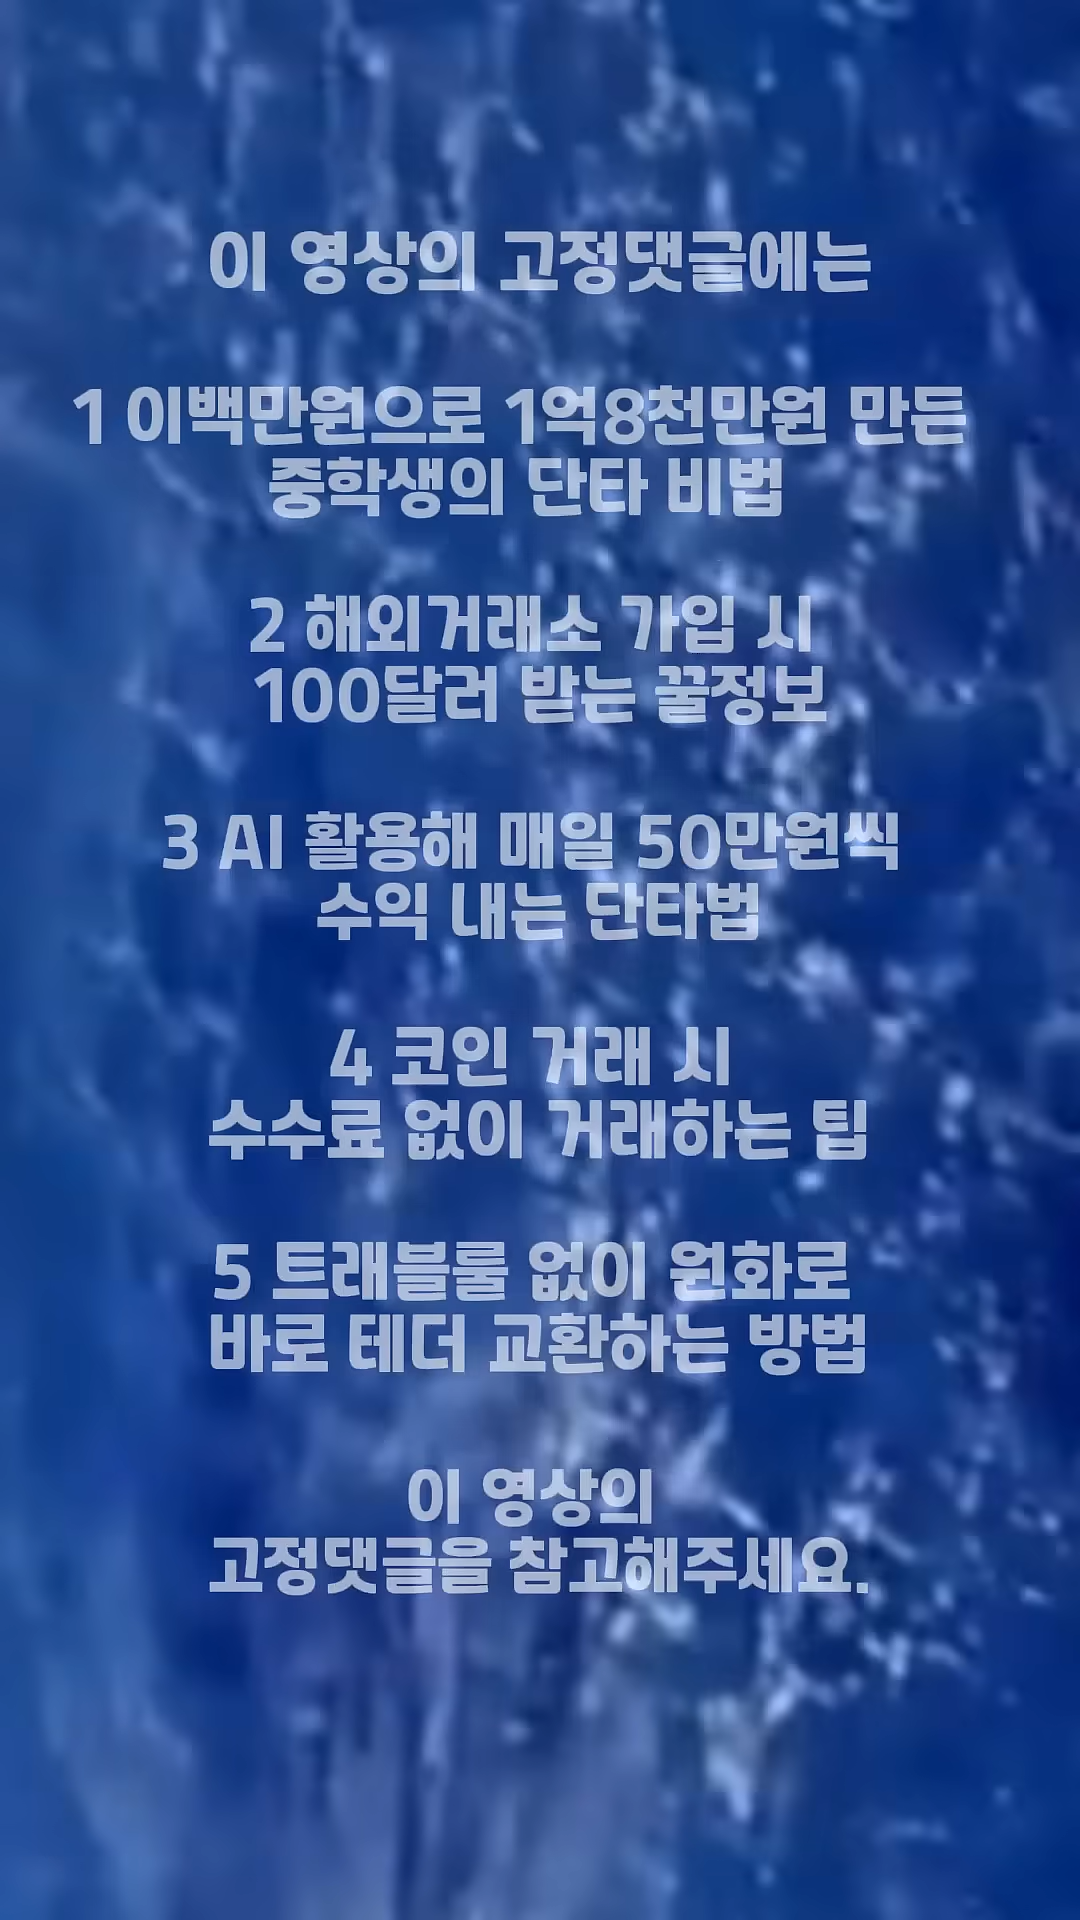 이 영상의 고정댓글에는
1 이백만원으로 1억8천만원 만든
중학생의 단타 비법
2 해외거래소 가입 시
100달러 받는 꿀정보
3 AI 활용해 매일 50만원씩
수익 내는 단타법
4 코인 거래 시
수수료 없이 거래하는 팁
5 트래블룰 없이 원화로
바로 테더 교환하는 방법
이 영상의
고정댓글을 참고해주세요.